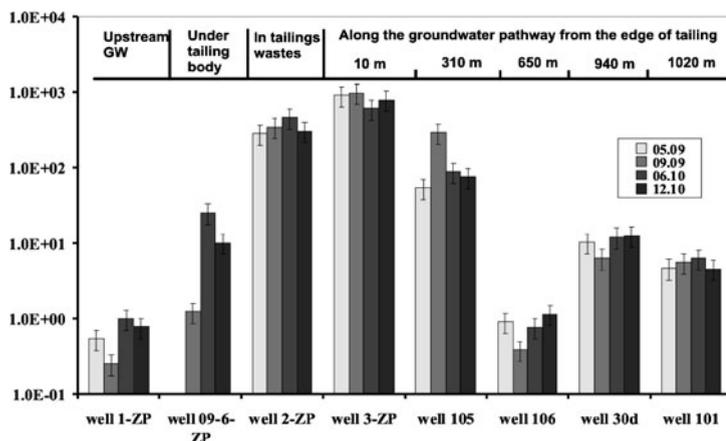 1.0E+04
1.0E+03
1.0E+02
1.0E+01
1.0E+00
1.0E-01
Upstream
GW
Under
tailing
body
In tailings
wastes
Along the groundwater pathway from the edge of tailing
10 m 310 m 650 m 940 m 1020 m
05.09
09.09
06.10
12.10
well 1-ZP well 09-6-ZP well 2-ZP well 3-ZP well 105 well 106 well 30d well 101